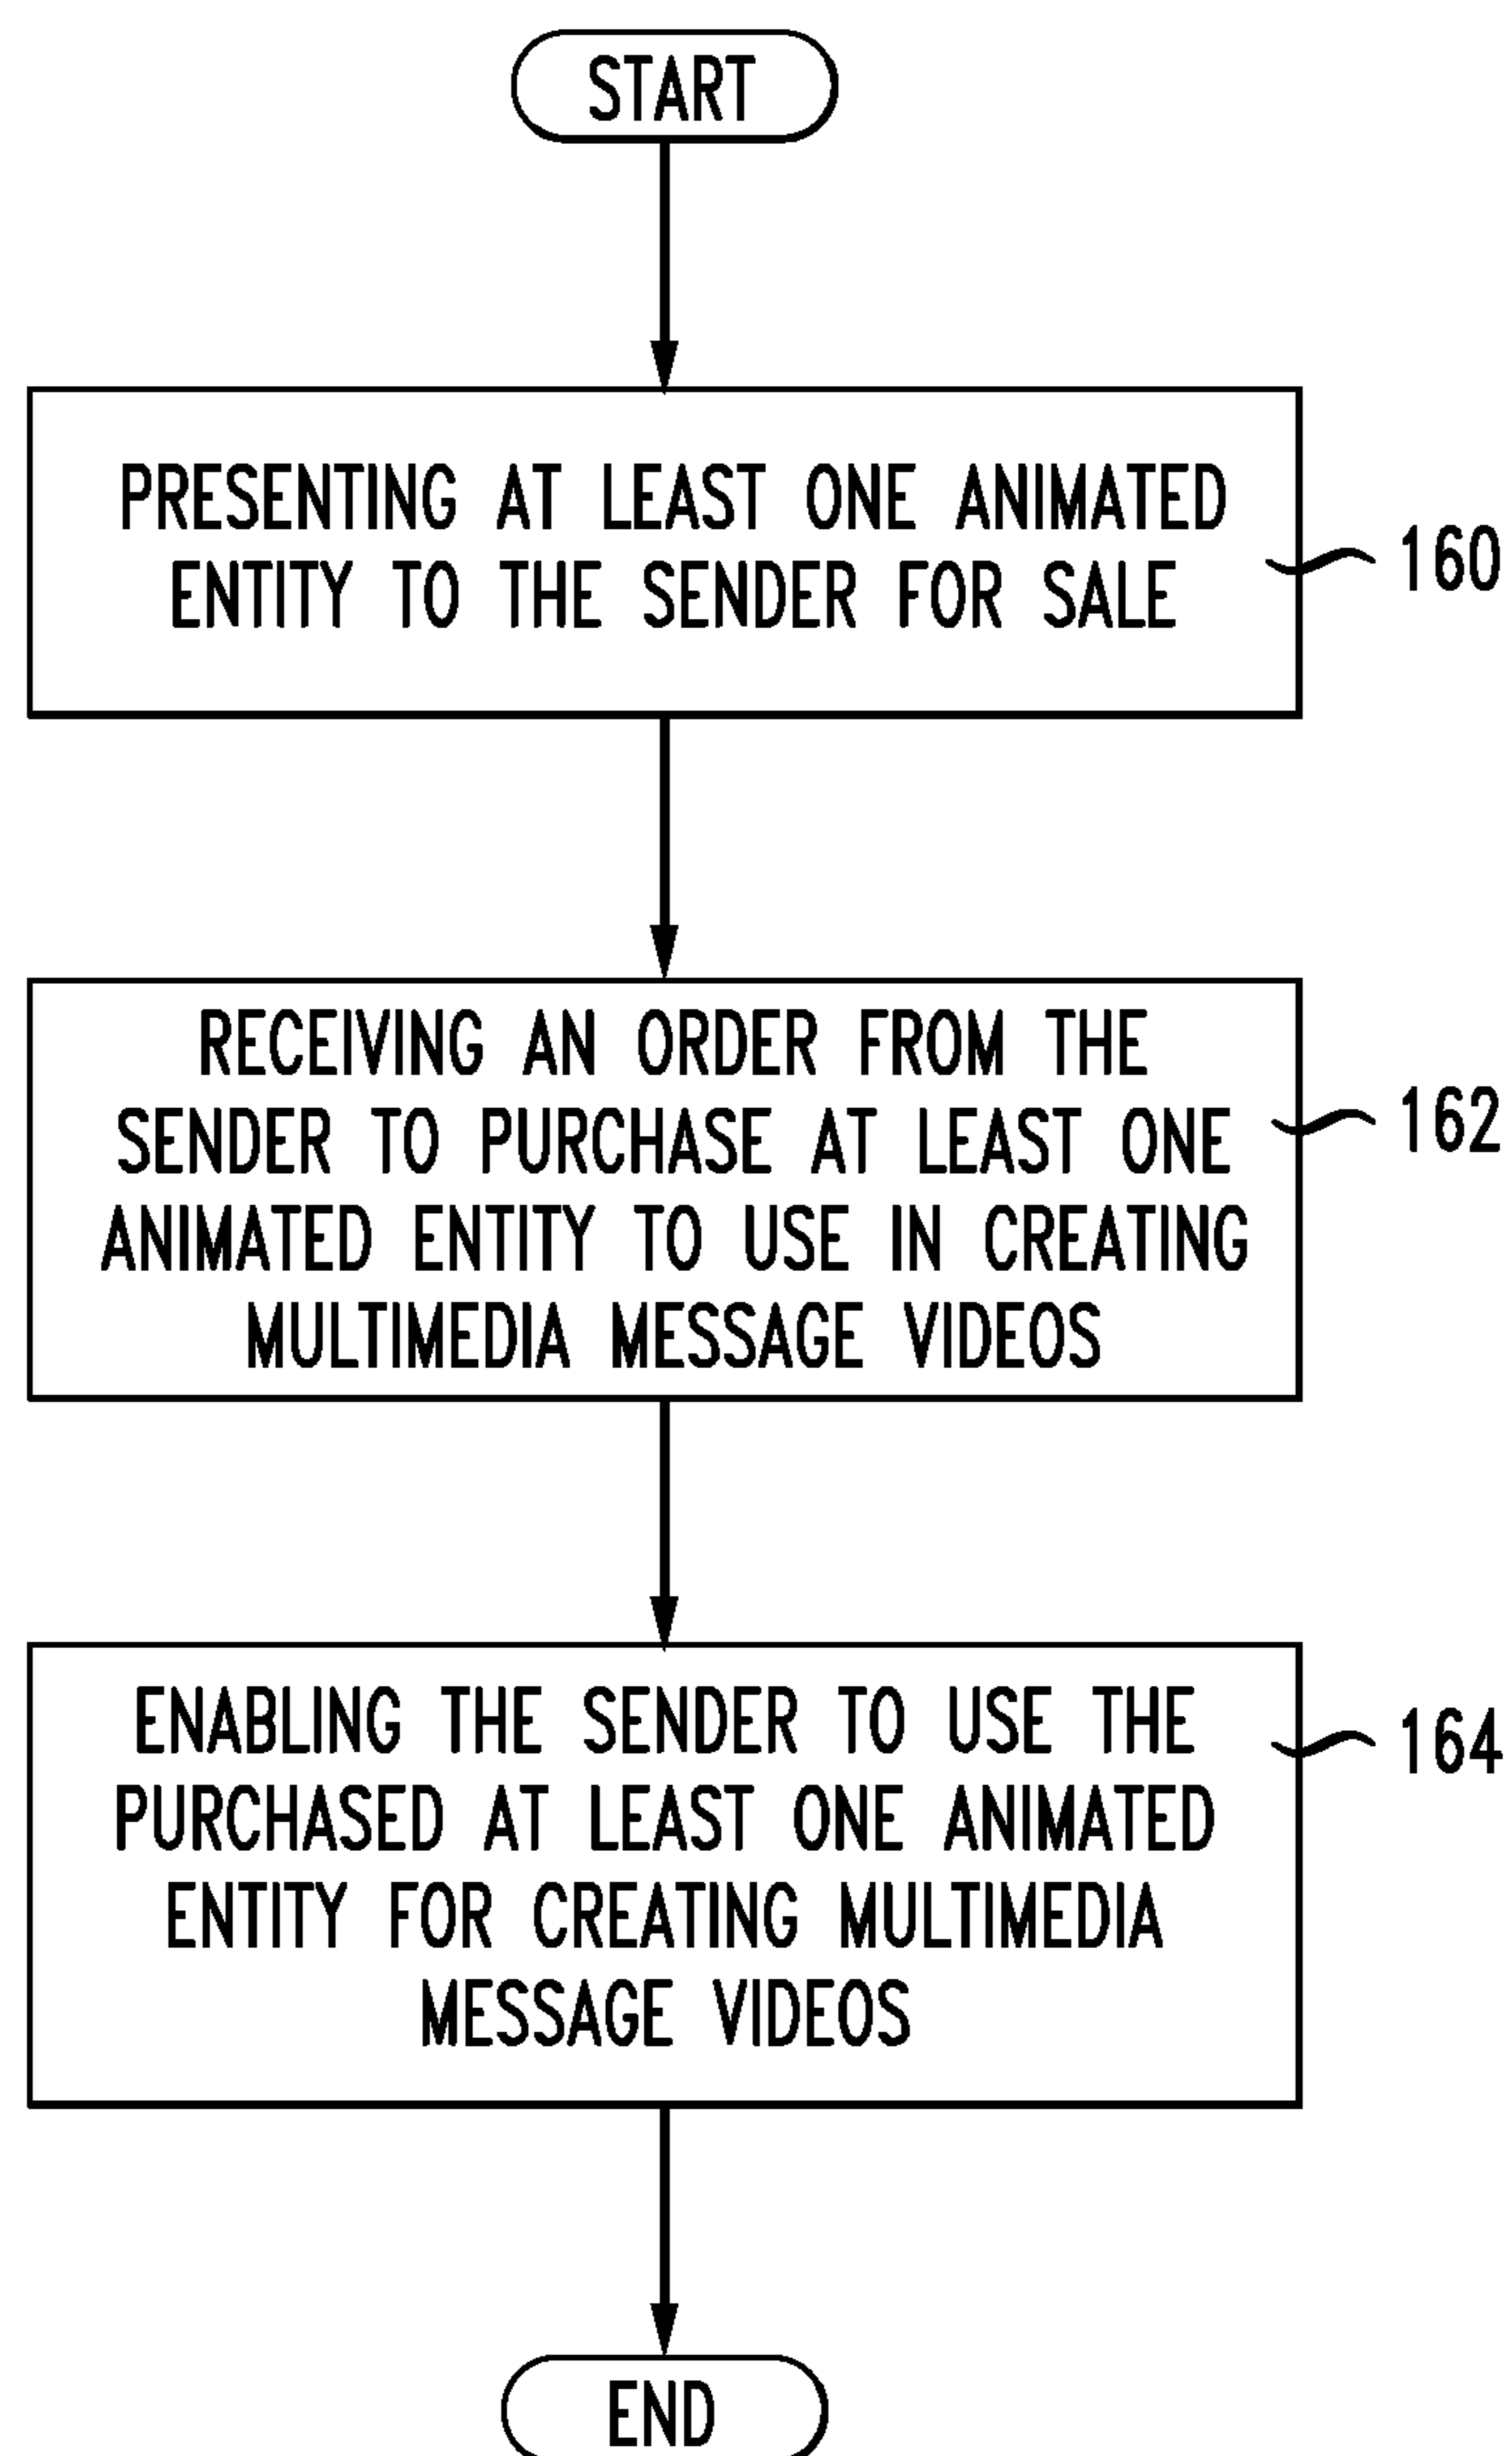 START
PRESENTING AT LEAST ONE ANIMATED
ENTITY TO THE SENDER FOR SALE
160
RECEIVING AN ORDER FROM THE
SENDER TO PURCHASE AT LEAST ONE
ANIMATED ENTITY TO USE IN CREATING
MULTIMEDIA MESSAGE VIDEOS
162
ENABLING THE SENDER TO USE THE
PURCHASED AT LEAST ONE ANIMATED
ENTITY FOR CREATING MULTIMEDIA
MESSAGE VIDEOS
164
END